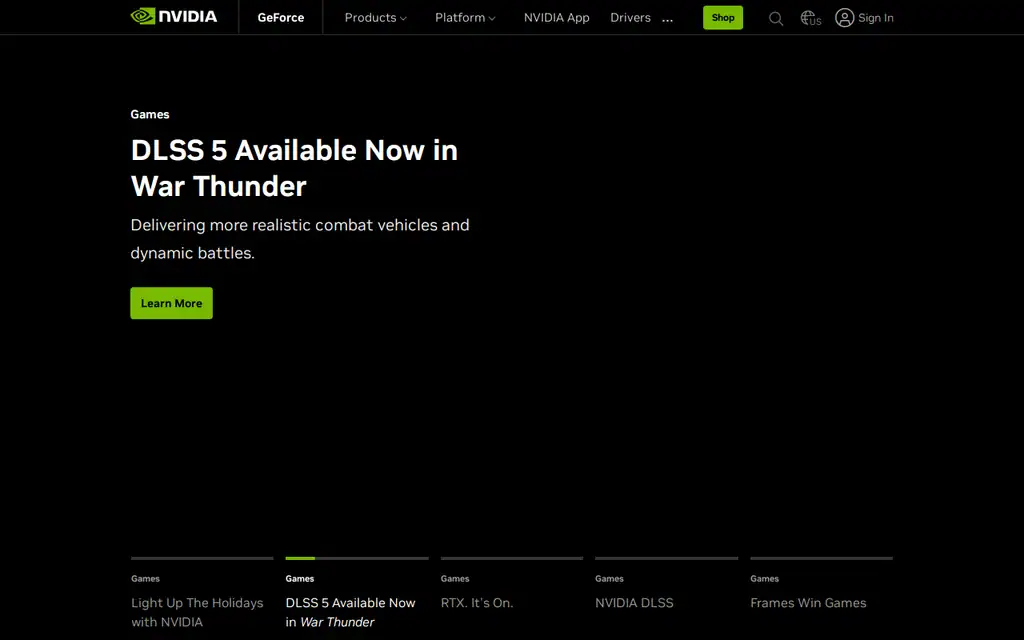 NVIDIA
GeForce
Products
Platform
NVIDIA App
Drivers
...
Shop
US
Sign In
Games
DLSS 5 Available Now in
War Thunder
Delivering more realistic combat vehicles and
dynamic battles.
Learn More
Games
Light Up The Holidays
with NVIDIA
Games
DLSS 5 Available Now
in War Thunder
Games
RTX. It's On.
Games
NVIDIA DLSS
Games
Frames Win Games